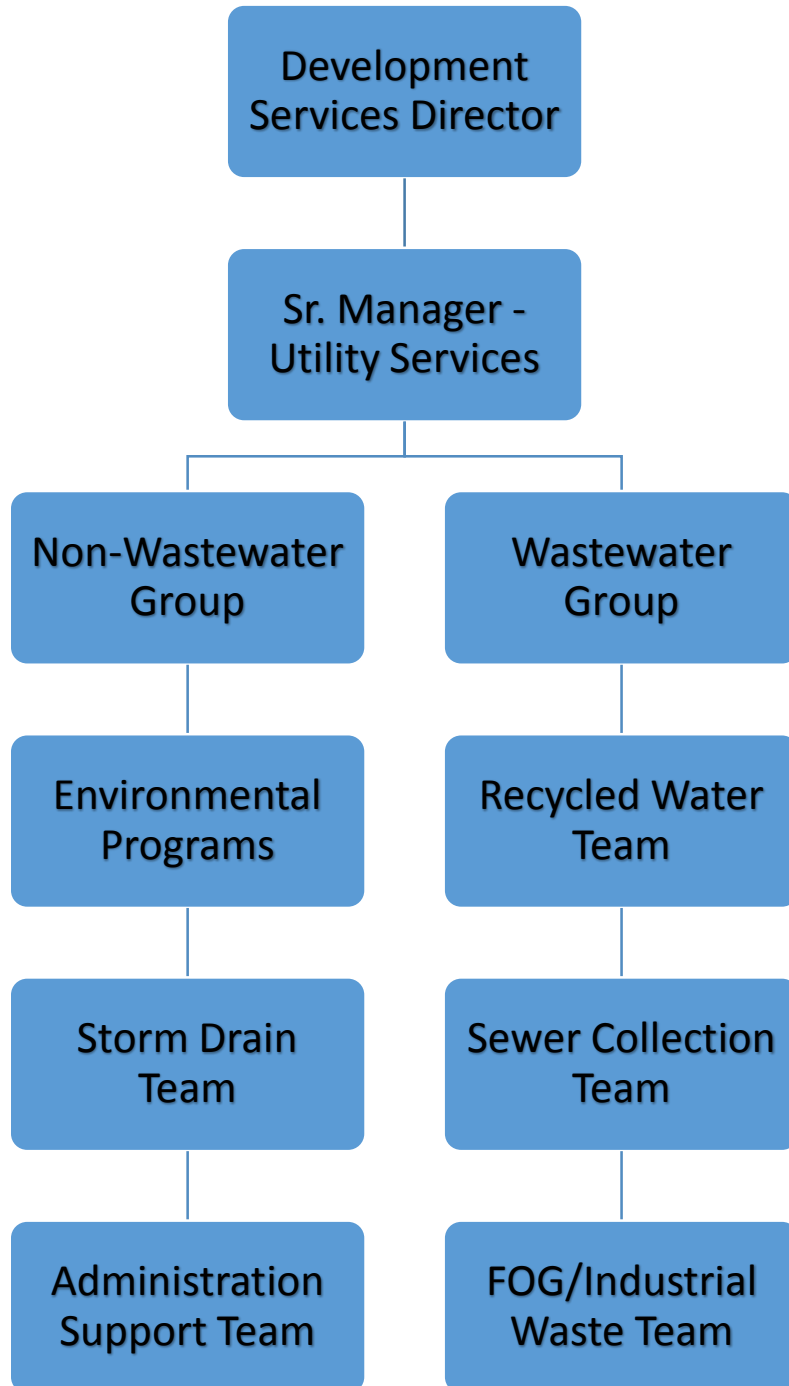 Development
Services Director
Sr. Manager -
Utility Services
Non-Wastewater
Group
Wastewater
Group
Environmental
Programs
Recycled Water
Team
Storm Drain
Team
Sewer Collection
Team
Administration
Support Team
FOG/Industrial
Waste Team